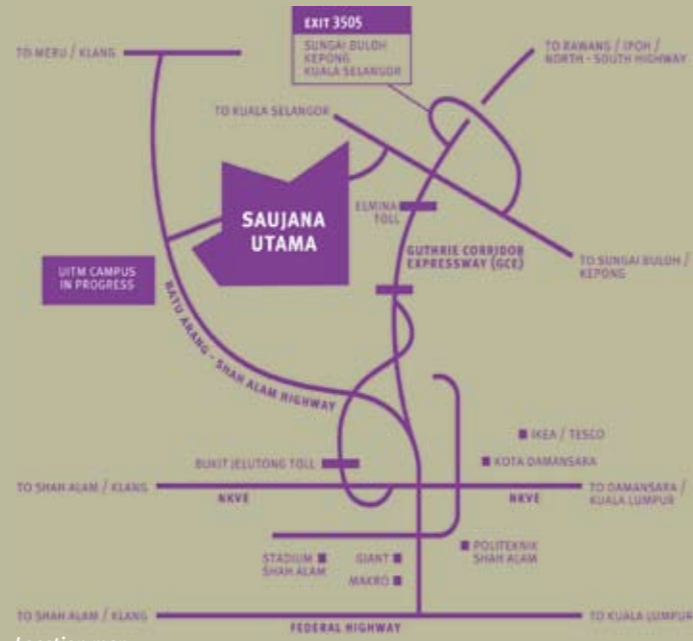 EXIT 3505
SUNGAI BULOH
KEPONG
KUALA SELANGOR
TO MERU / KLANG
TO RAWANG / IPOH /
NORTH - SOUTH HIGHWAY
TO KUALA SELANGOR
SAUJANA
UTAMA
ELMINA
TOLL
GUTHRIE CORRIDOR
EXPRESSWAY (GCE)
TO SUNGAI BULOH /
KEPONG
UITM CAMPUS
IN PROGRESS
BATU ARANG - SHAH ALAM HIGHWAY
IKEA / TESCO
BUKIT JELUTONG TOLL
KOTA DAMANSARA
TO SHAH ALAM / KLANG
NKVE
NKVE
TO DAMANSARA /
KUALA LUMPUR
STADIUM
SHAH ALAM
GIANT
MAKRO
POLITEKNIK
SHAH ALAM
TO SHAH ALAM / KLANG
FEDERAL HIGHWAY
TO KUALA LUMPUR